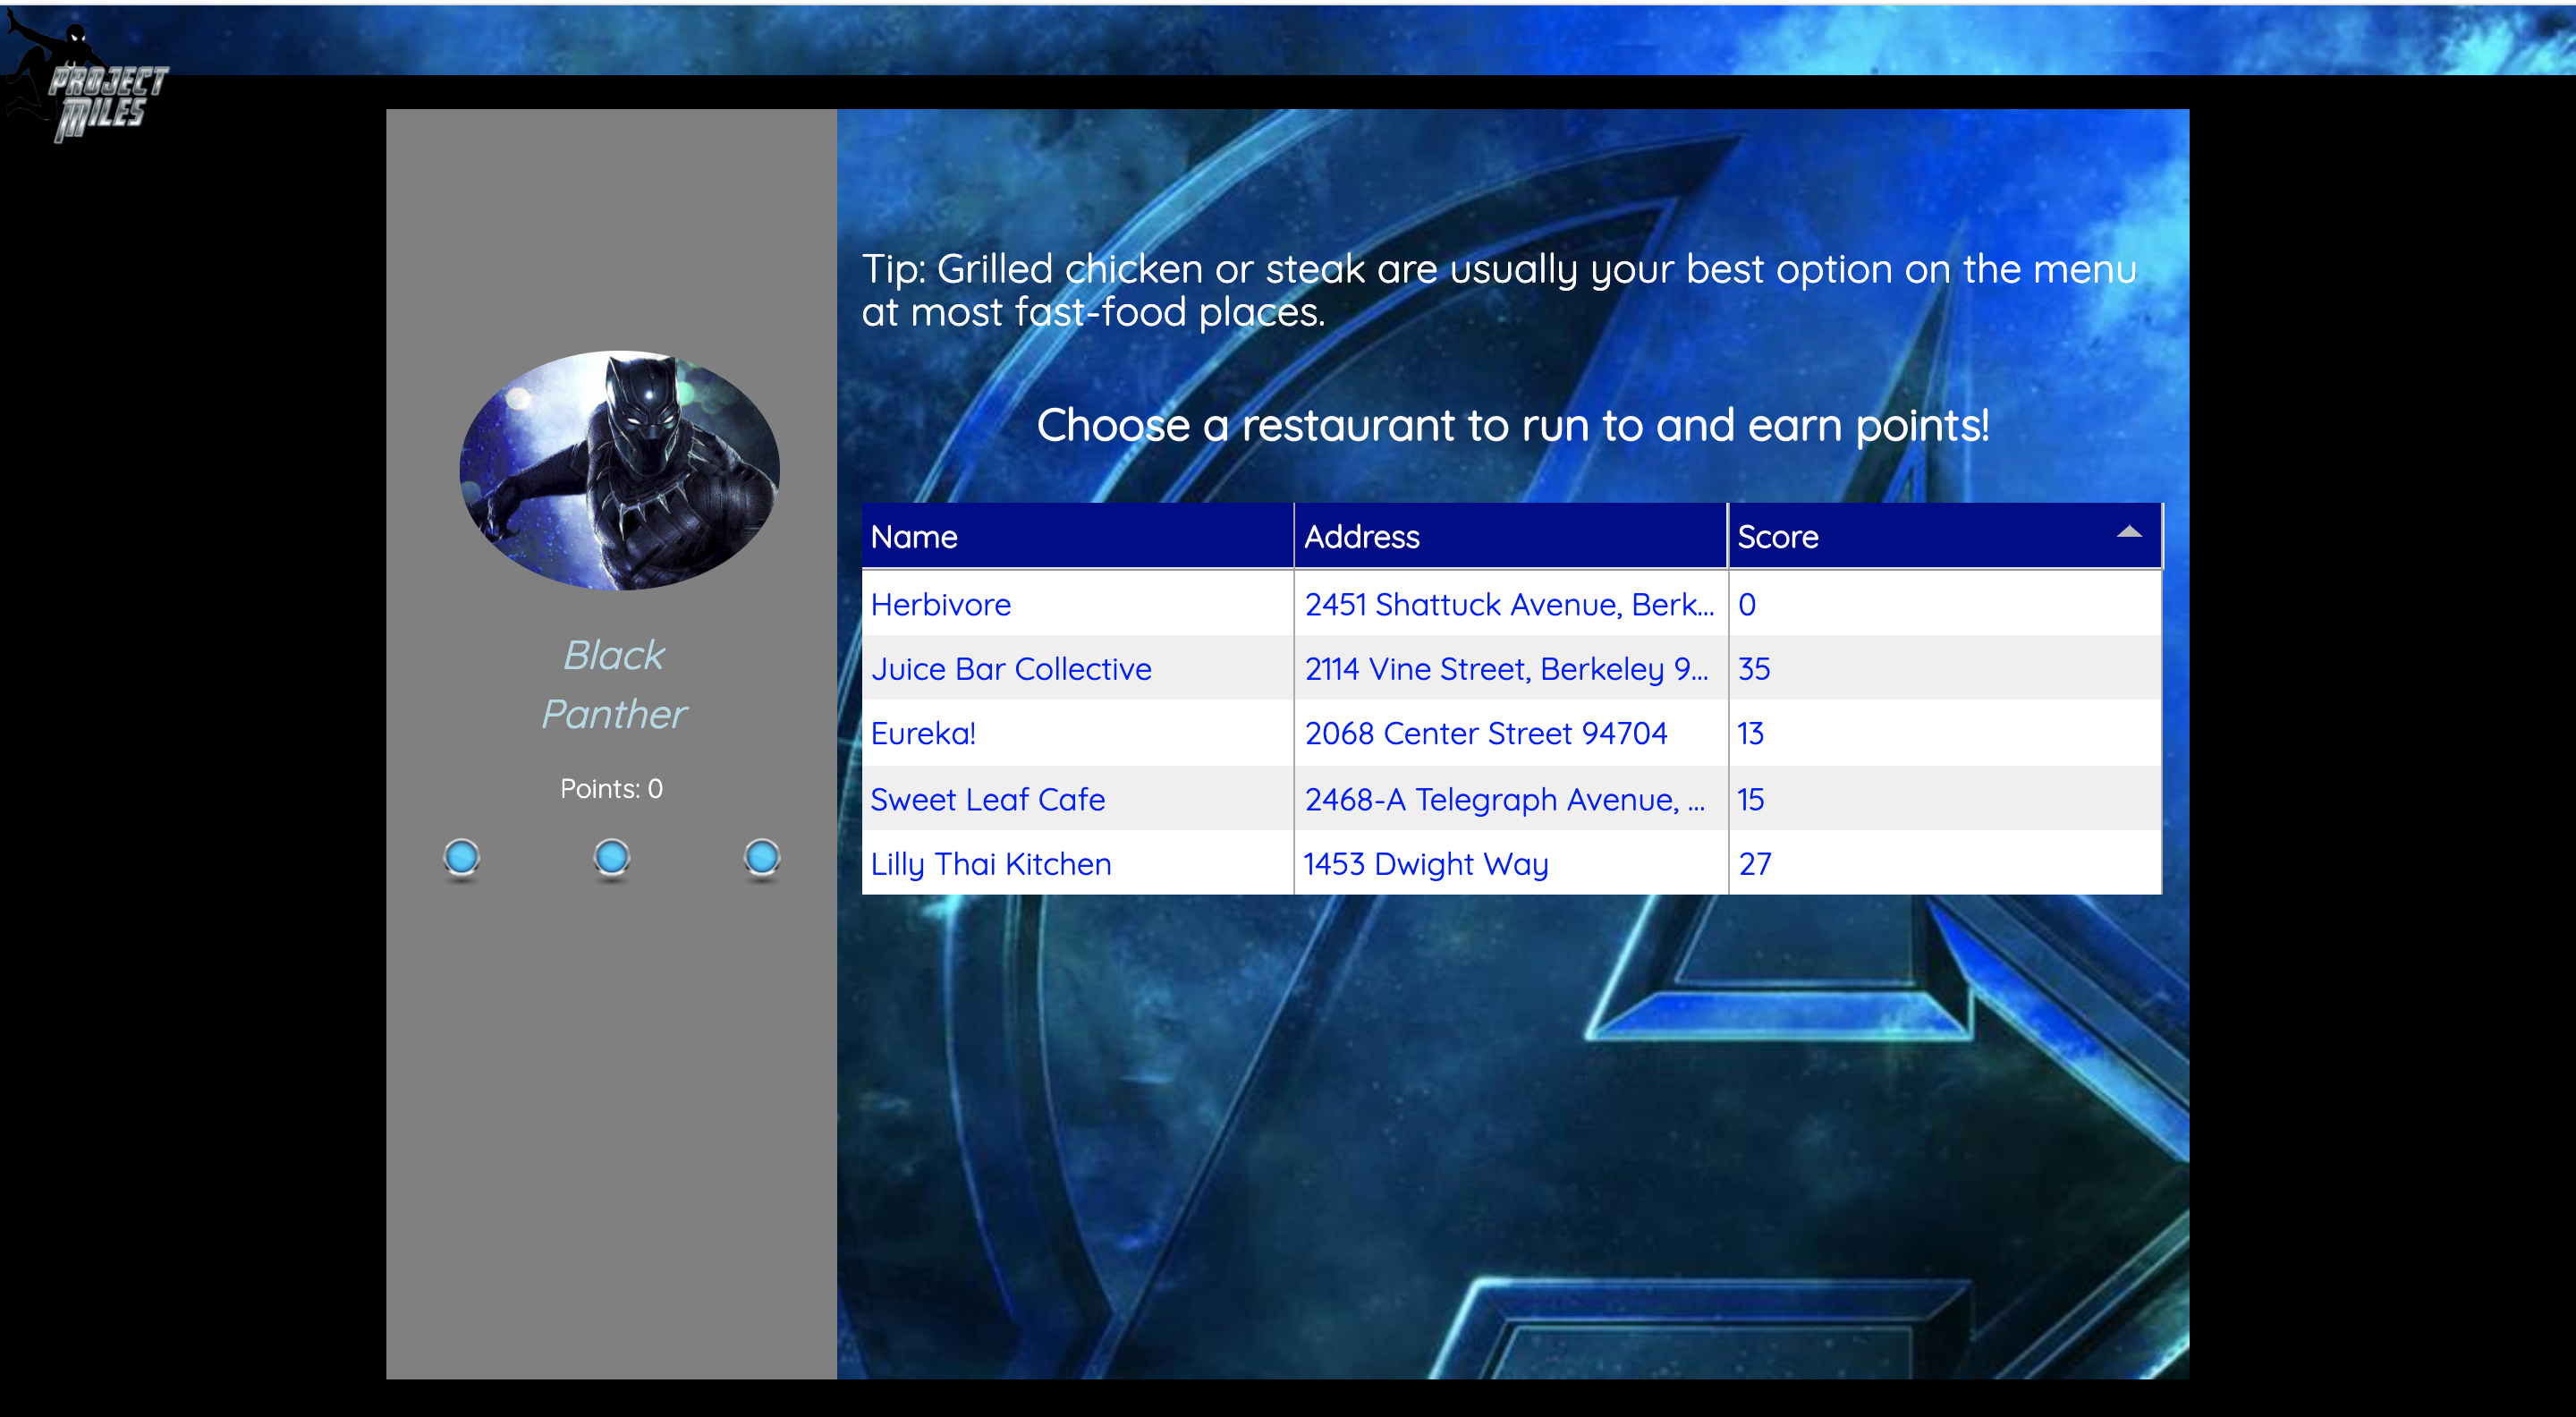 PROJECT
MILES
Tip: Grilled chicken or steak are usually your best option on the menu
at most fast-food places.
Choose a restaurant to run to and earn points!
Name Address Score
Herbivore 2451 Shattuck Avenue, Berk... 0
Juice Bar Collective 2114 Vine Street, Berkeley 9... 35
Eureka! 2068 Center Street 94704 13
Sweet Leaf Cafe 2468-A Telegraph Avenue, ... 15
Lilly Thai Kitchen 1453 Dwight Way 27
Black
Panther
Points: 0